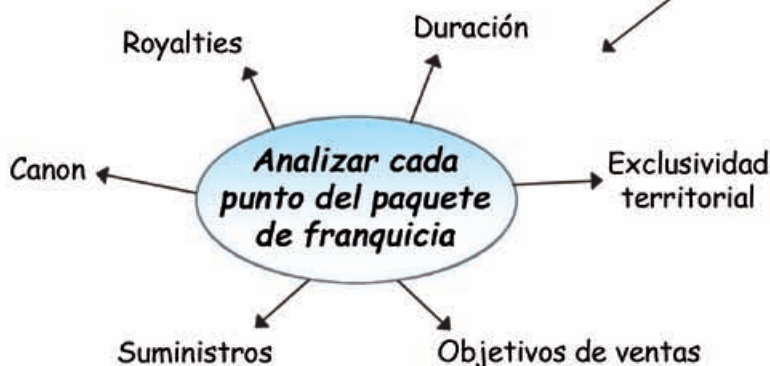 Royalties
Duración
Canon
Analizar cada
punto del paquete
de franquicia
Exclusividad
territorial
Suministros
Objetivos de ventas